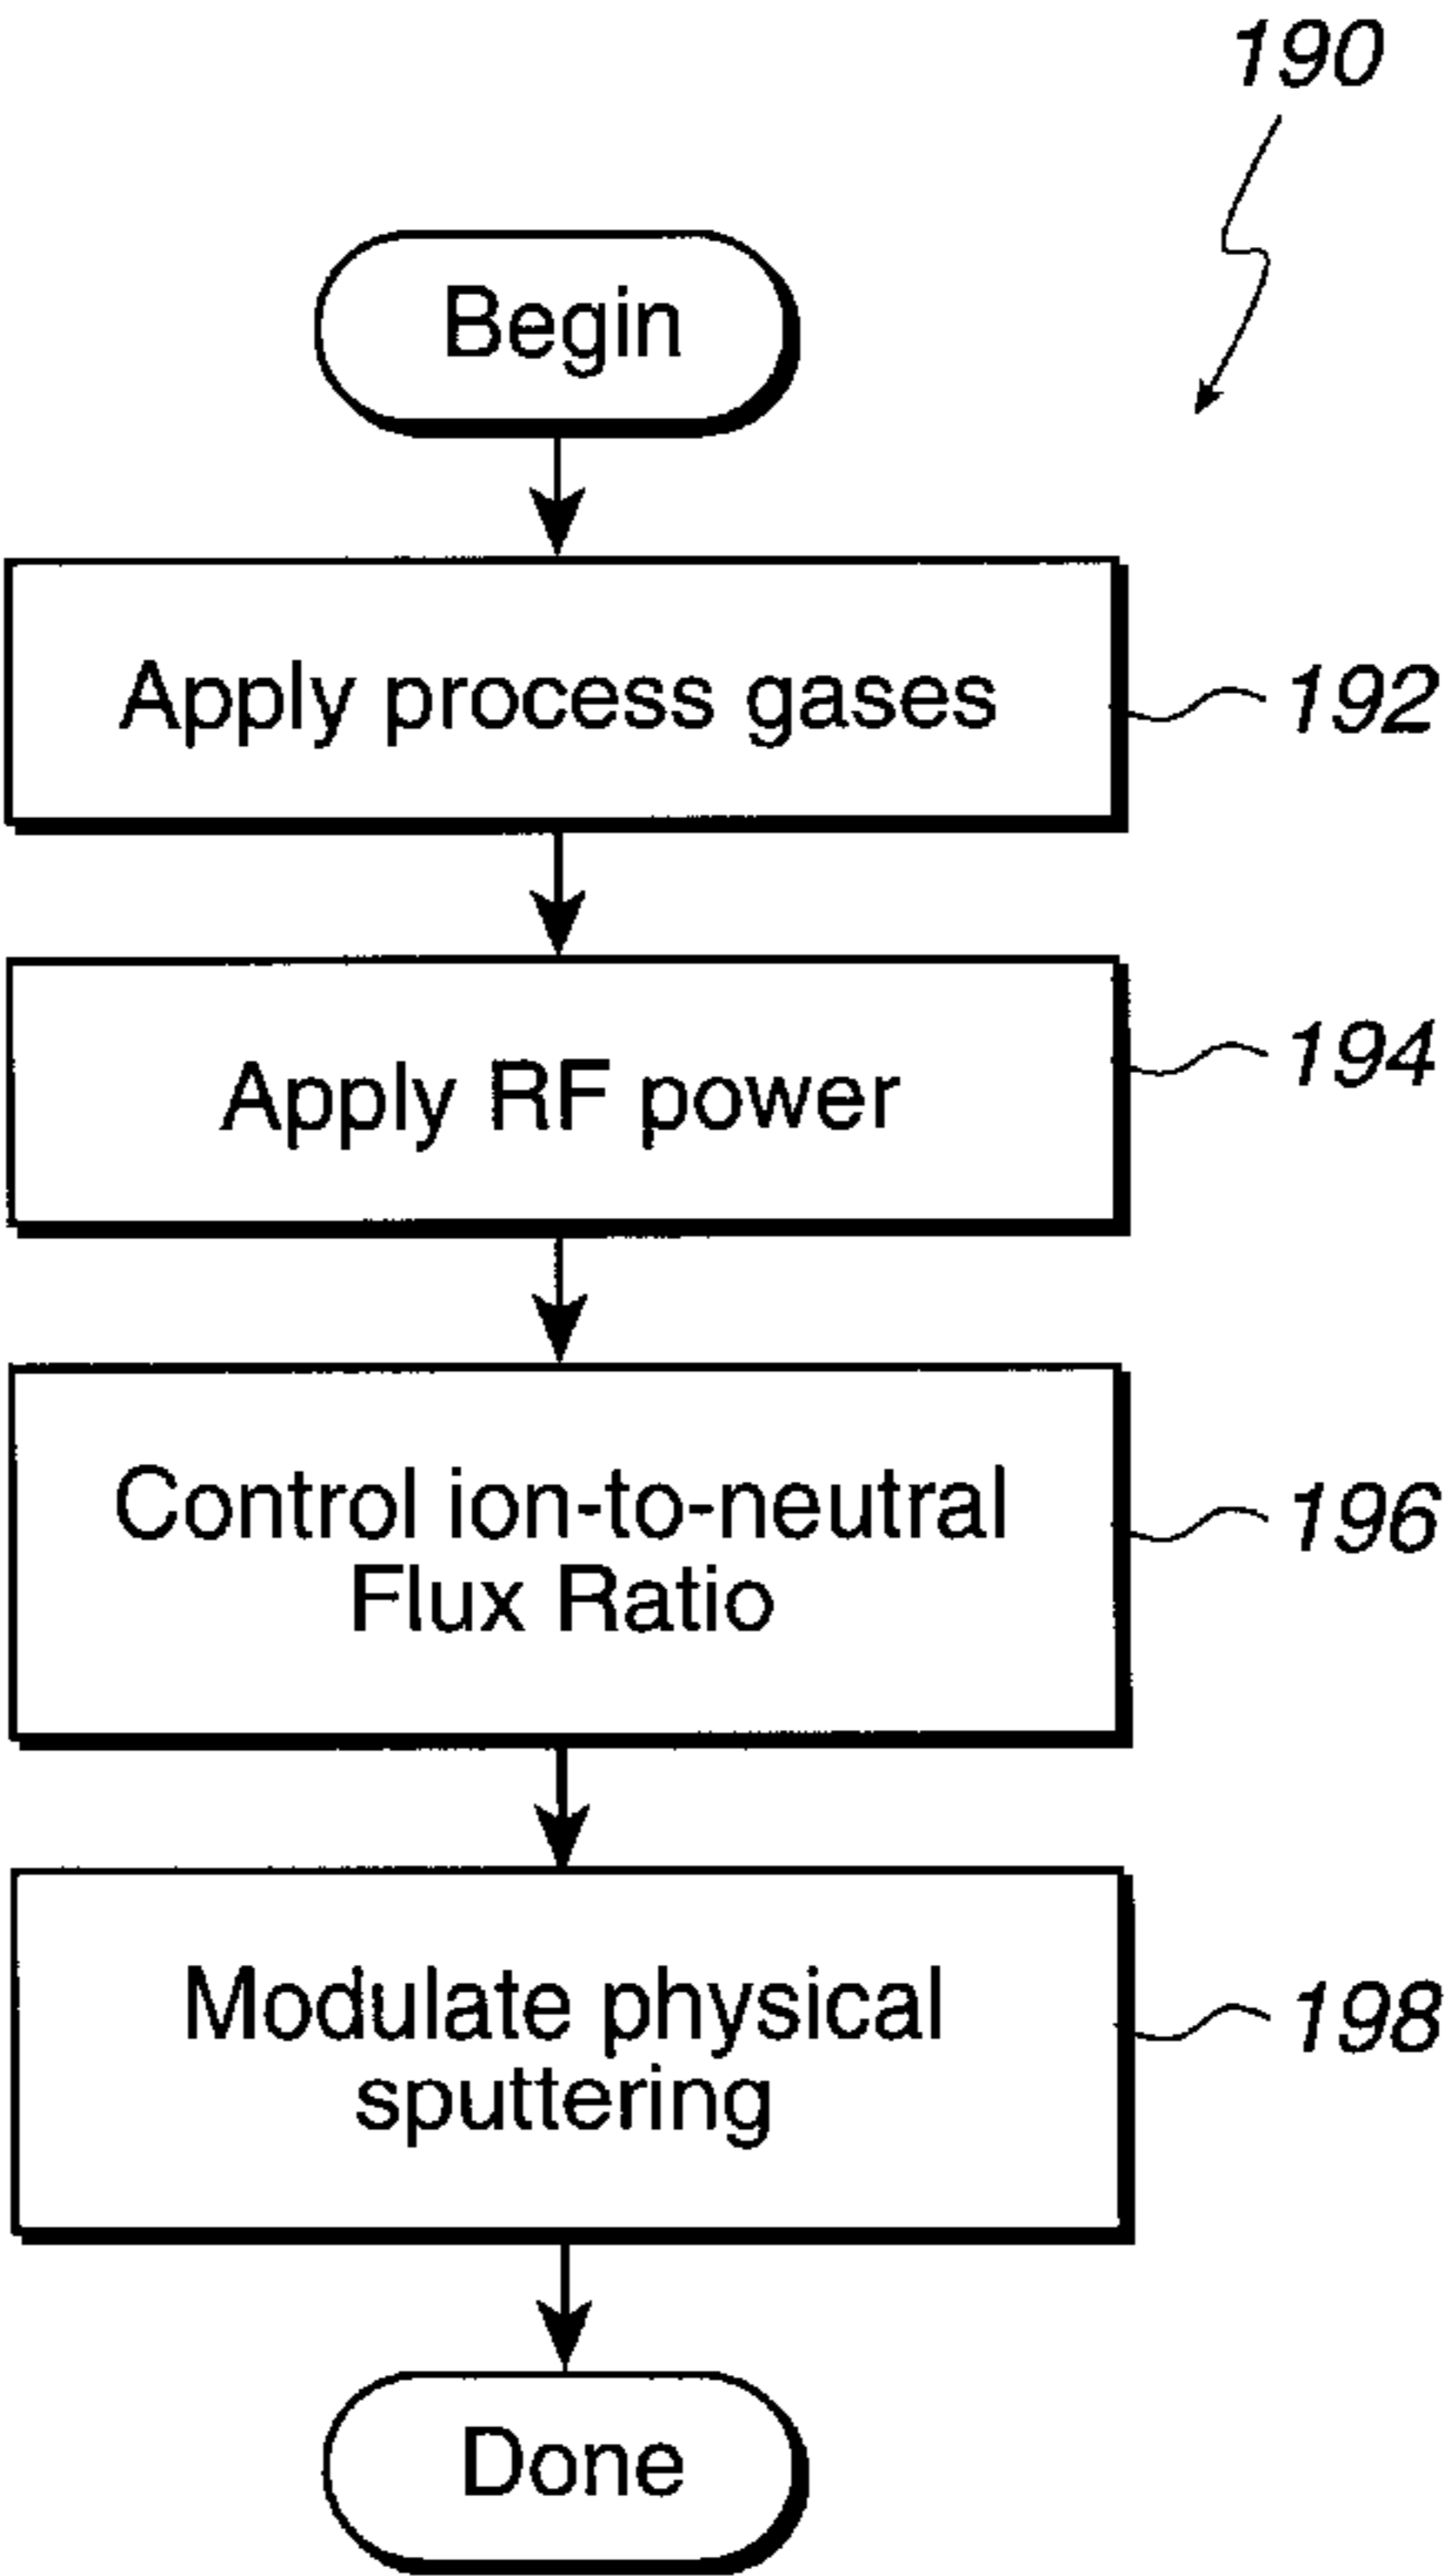 190
Begin
Apply process gases
192
Apply RF power
194
Control ion-to-neutral
Flux Ratio
196
Modulate physical
sputtering
198
Done